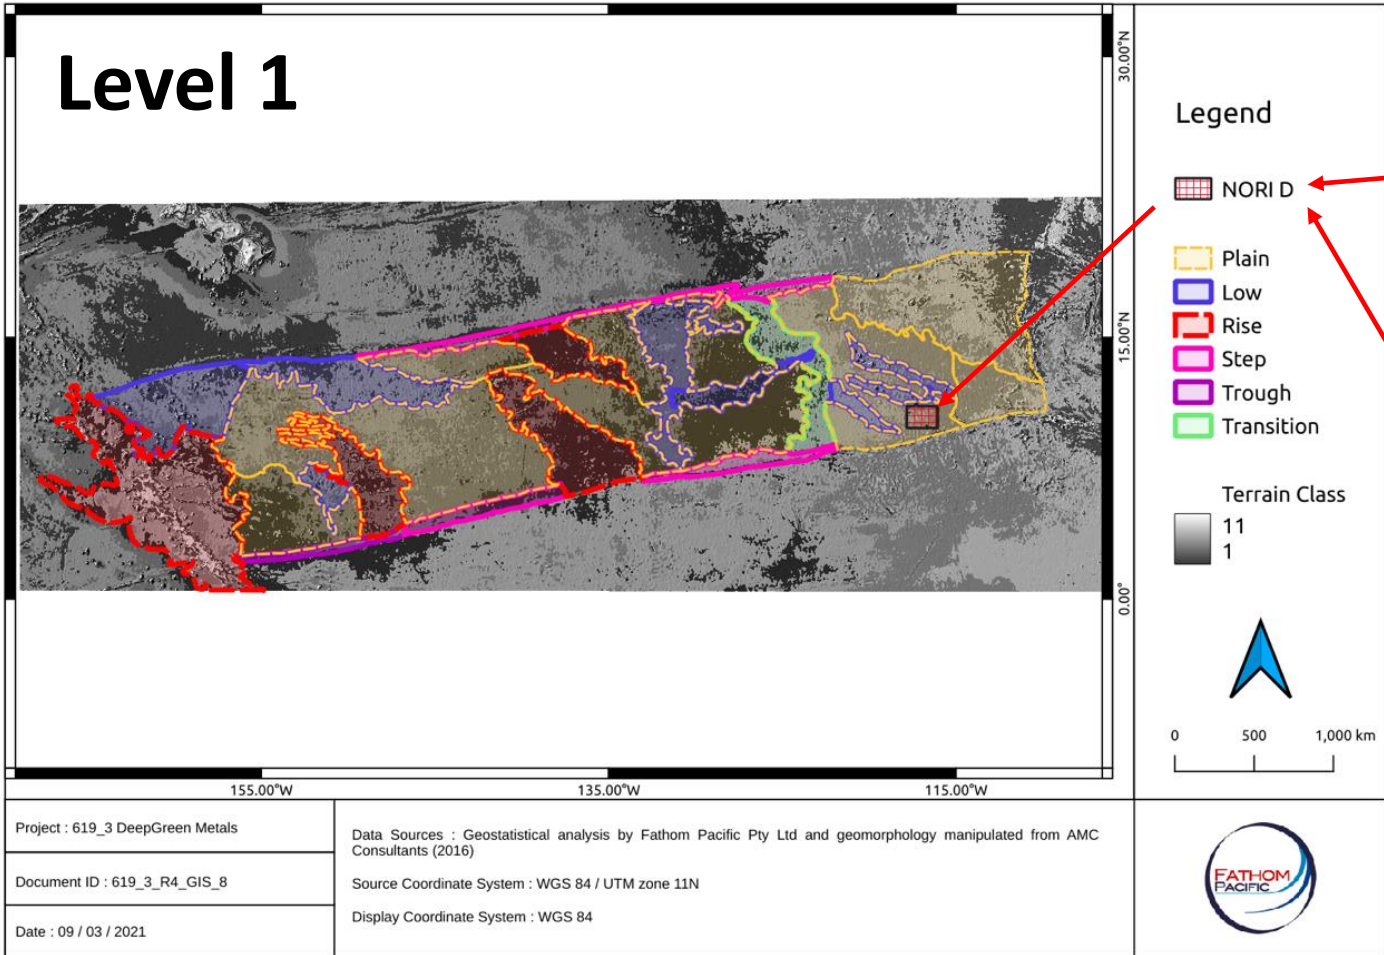 Level 1
30.00°N
15.00°N
0.00°
155.00°W
135.00°W
115.00°W
Legend
NORI D
Plain
Low
Rise
Step
Trough
Transition
Terrain Class
11
1
0 500 1,000 km
Project : 619_3 DeepGreen Metals
Document ID : 619_3_R4_GIS_8
Date : 09 / 03 / 2021
Data Sources : Geostatistical analysis by Fathom Pacific Pty Ltd and geomorphology manipulated from AMC
Consultants (2016)
Source Coordinate System : WGS 84 / UTM zone 11N
Display Coordinate System : WGS 84
FATHOM
PACIFIC